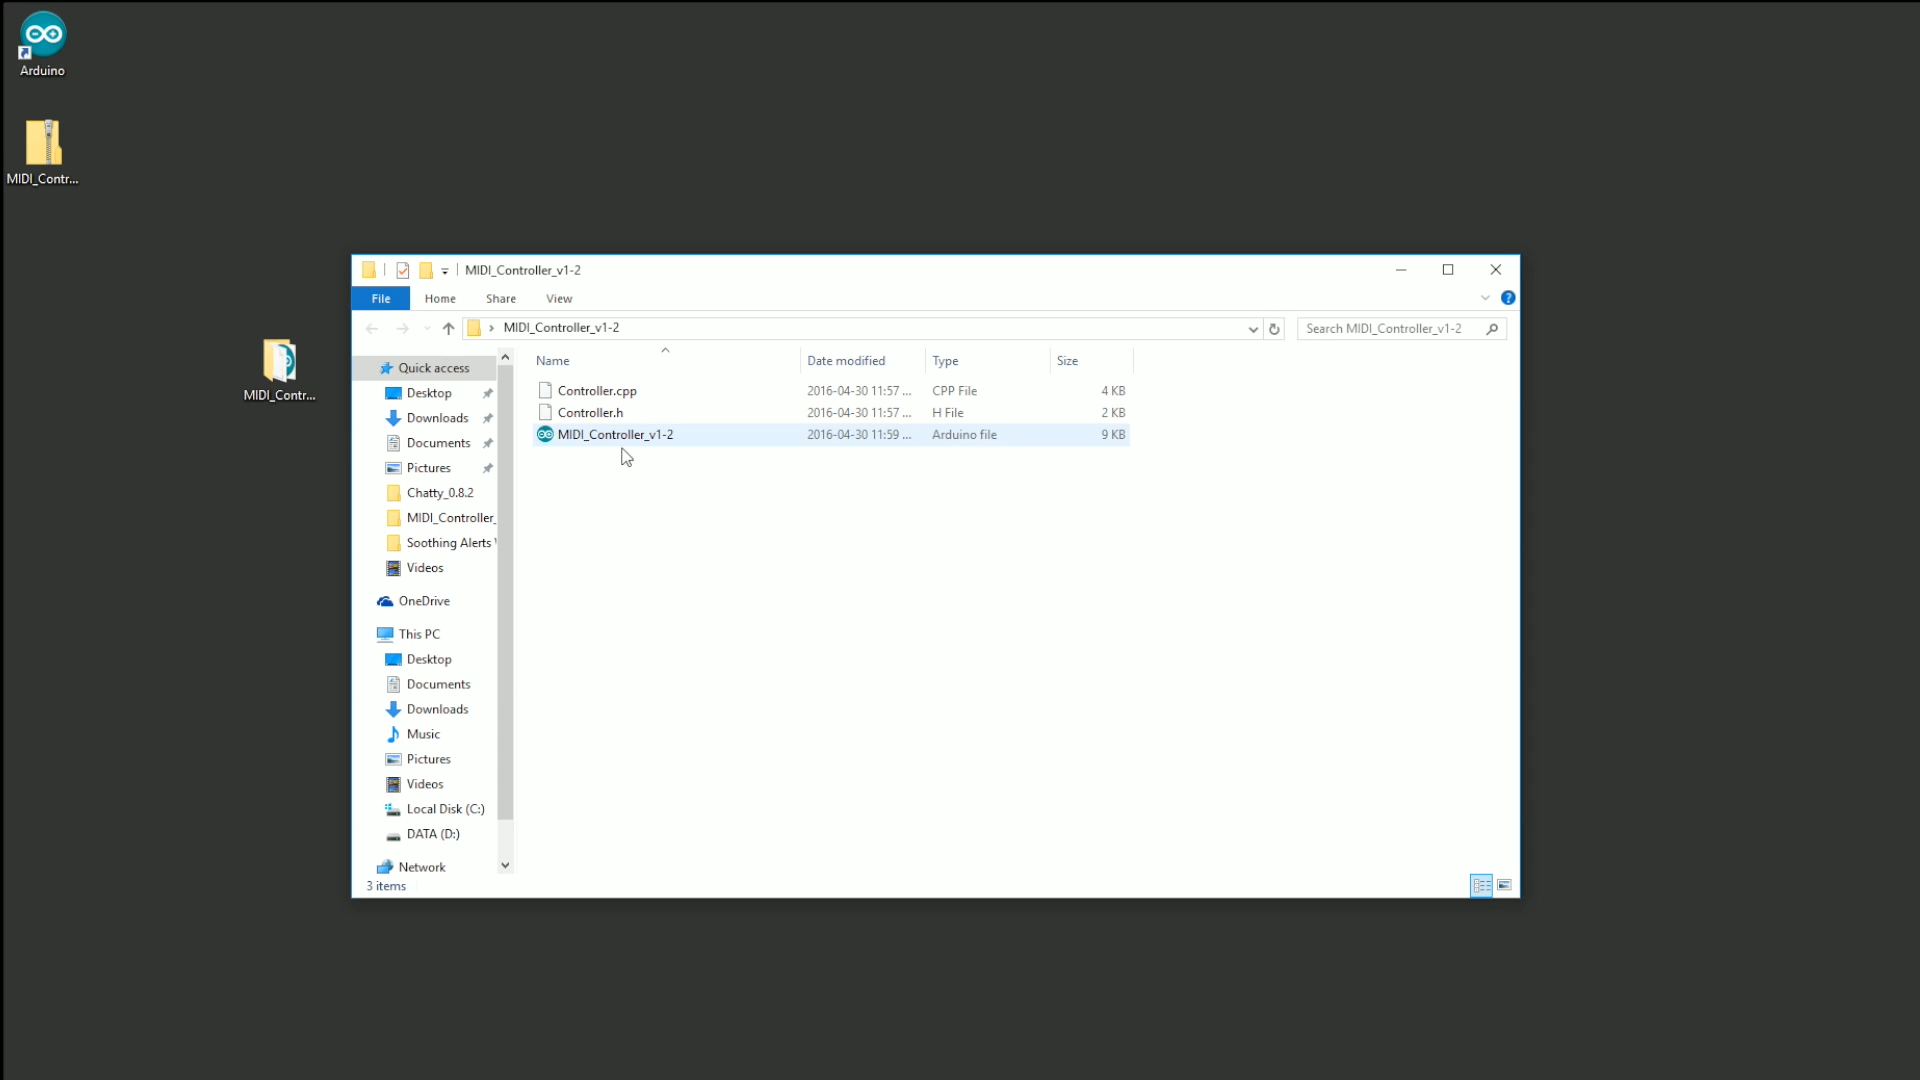 Arduino
MIDI_Contr...
MIDI_Contr...
MIDI_Controller_v1-2
File Home Share View
MIDI_Controller_v1-2
Search MIDI_Controller_v1-2
Name Date modified Type Size
Controller.cpp 2016-04-30 11:57 ... CPP File 4 KB
Controller.h 2016-04-30 11:57 ... H File 2 KB
MIDI_Controller_v1-2 2016-04-30 11:59 ... Arduino file 9 KB
Quick access
Desktop
Downloads
Documents
Pictures
Chatty_0.8.2
MIDI_Controller_
Soothing Alerts
Videos
OneDrive
This PC
Desktop
Documents
Downloads
Music
Pictures
Videos
Local Disk (C:)
DATA (D:)
Network
3 items